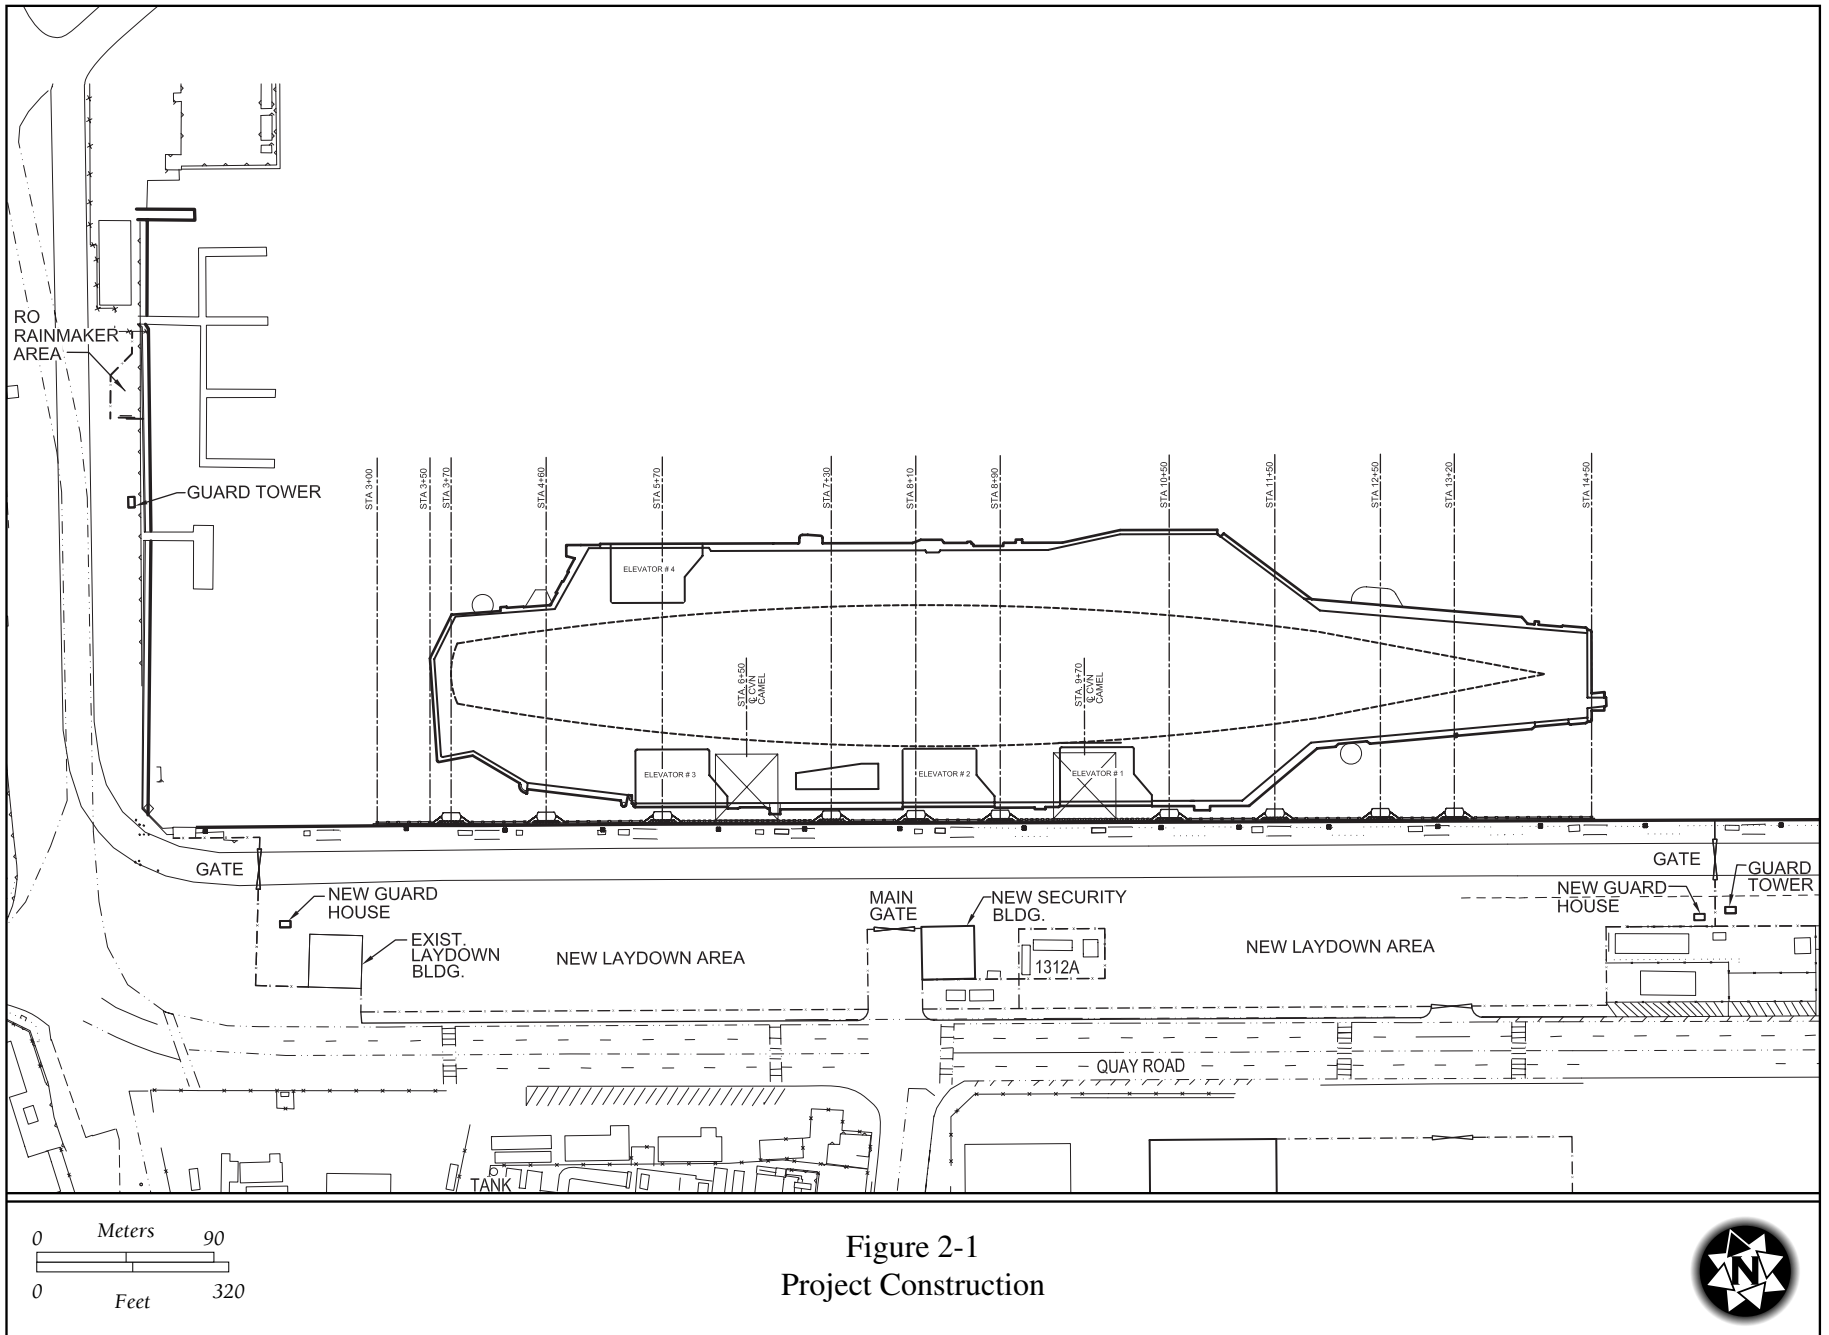 RO
RAINMAKER
AREA
GUARD TOWER
STA 3+00
STA 3+50
STA 3+70
STA 4+60
STA 5+70
STA 7+30
STA 8+10
STA 8+90
STA 10+50
STA 11+50
STA 12+50
STA 13+20
STA 14+50
ELEVATOR # 4
STA. 6+50
℄ CVN
CAMEL
STA. 9+70
℄ CVN
CAMEL
ELEVATOR # 3
ELEVATOR # 2
ELEVATOR # 1
GATE
GATE
GUARD
TOWER
NEW GUARD
HOUSE
MAIN
GATE
NEW SECURITY
BLDG.
NEW GUARD
HOUSE
EXIST.
LAYDOWN
BLDG.
NEW LAYDOWN AREA
1312A
NEW LAYDOWN AREA
QUAY ROAD
TANK
0 Meters 90
0 Feet 320
Figure 2-1
Project Construction
N